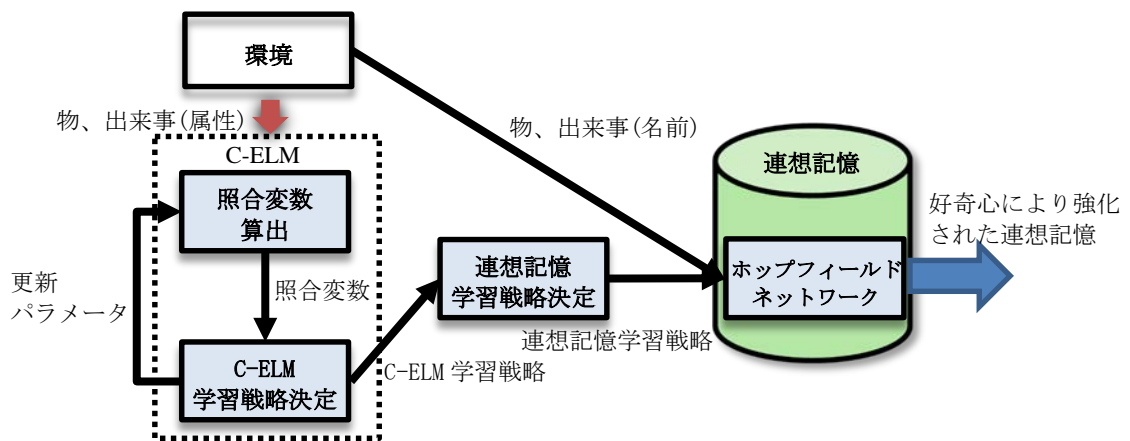 環境
物、出来事(属性)
C-ELM
照合変数
算出
照合変数
更新
パラメータ
C-ELM
学習戦略決定
C-ELM 学習戦略
連想記憶
学習戦略決定
連想記憶学習戦略
物、出来事(名前)
連想記憶
ホップフィールド
ネットワーク
好奇心により強化
された連想記憶